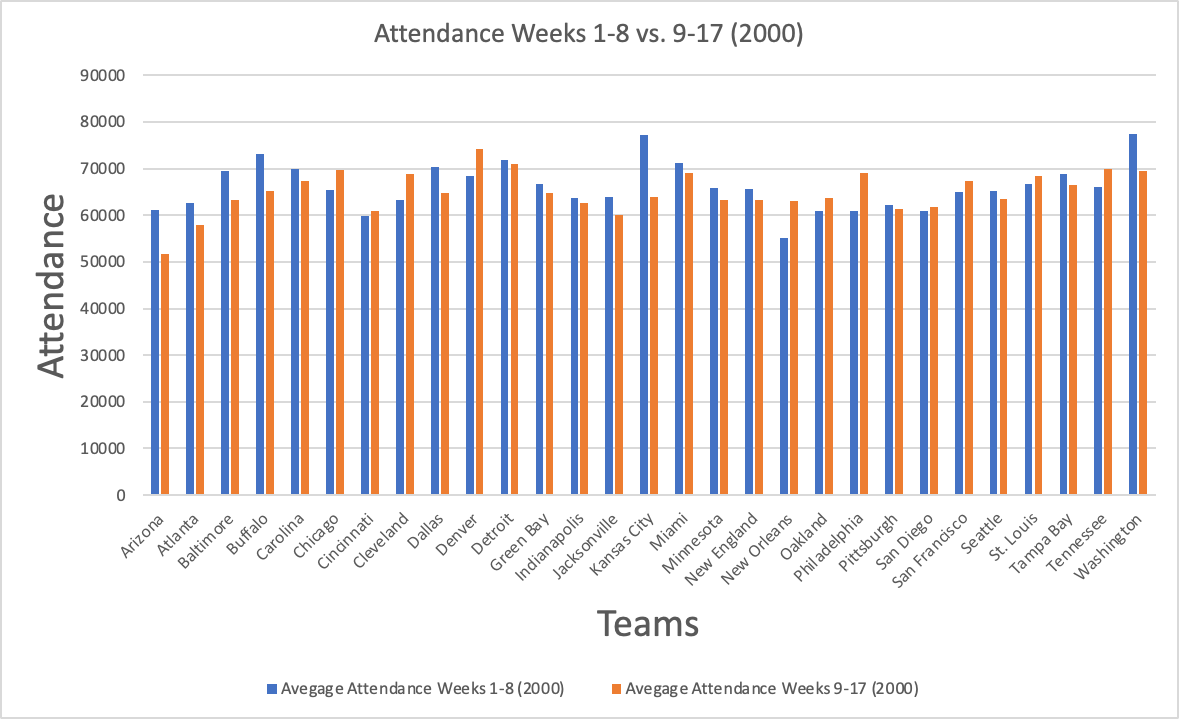 Attendance Weeks 1-8 vs. 9-17 (2000)
90000
80000
70000
60000
50000
40000
30000
20000
10000
0
Attendance
Arizona
Atlanta
Baltimore
Buffalo
Carolina
Chicago
Cincinnati
Cleveland
Dallas
Denver
Detroit
Green Bay
Indianapolis
Jacksonville
Kansas City
Miami
Minnesota
New England
New Orleans
Oakland
Philadelphia
Pittsburgh
San Diego
San Francisco
Seattle
St. Louis
Tampa Bay
Tennessee
Washington
Teams
Avegage Attendance Weeks 1-8 (2000)
Avegage Attendance Weeks 9-17 (2000)